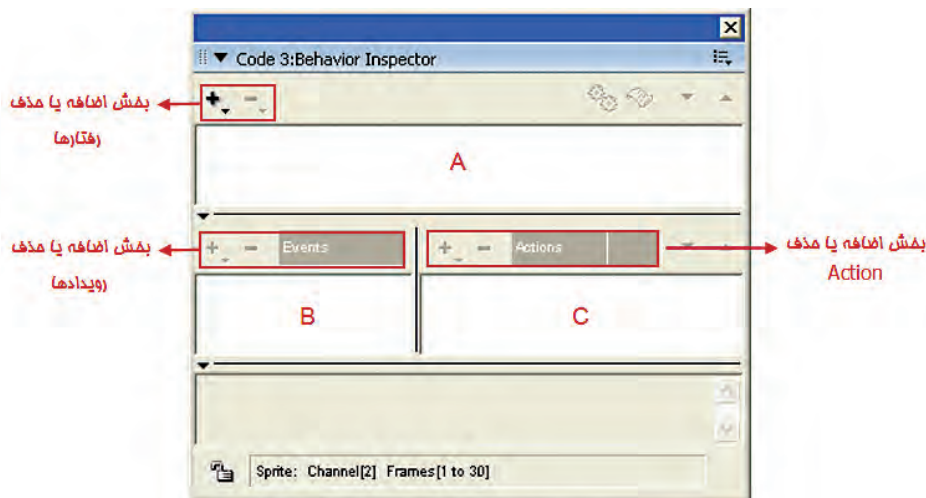 Code 3:Behavior Inspector
بخش اضافه یا حذف
رفتارها
A
بخش اضافه یا حذف
رویدادها
Events
Actions
بخش اضافه یا حذف
Action
B
C
Sprite: Channel[2] Frames[1 to 30]